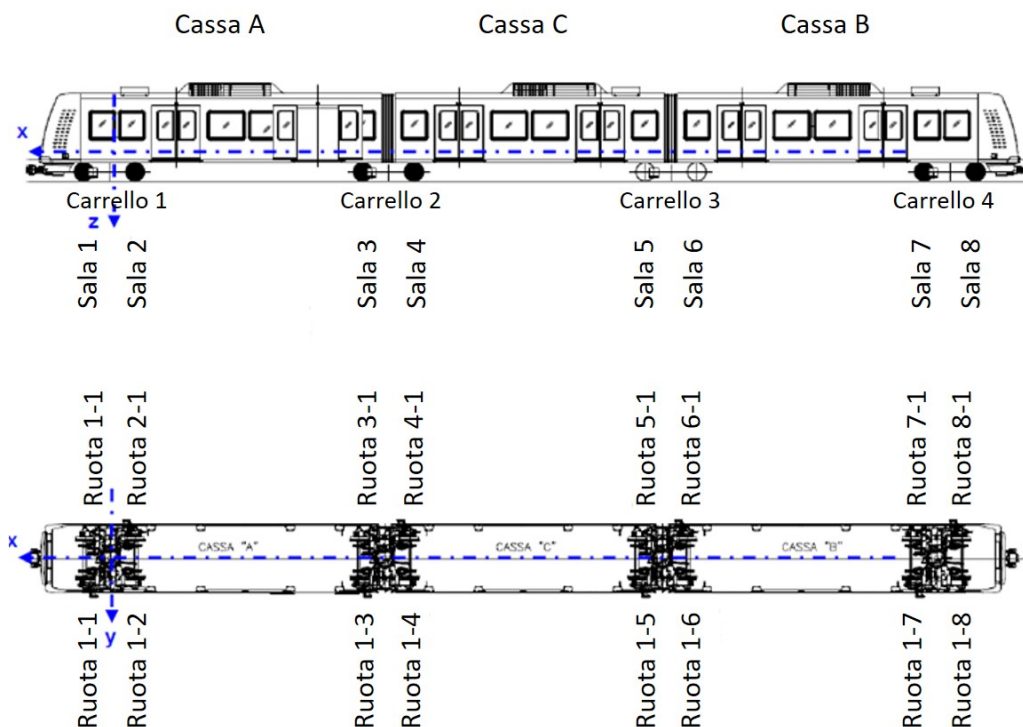 Cassa A Cassa C Cassa B
x
Carrello 1 Carrello 2 Carrello 3 Carrello 4
z
Sala 1 Sala 2 Sala 3 Sala 4 Sala 5 Sala 6 Sala 7 Sala 8
Ruota 1-1 Ruota 2-1 Ruota 3-1 Ruota 4-1 Ruota 5-1 Ruota 6-1 Ruota 7-1 Ruota 8-1
x CASSA "A" CASSA "C" CASSA "B"
y
Ruota 1-1 Ruota 1-2 Ruota 1-3 Ruota 1-4 Ruota 1-5 Ruota 1-6 Ruota 1-7 Ruota 1-8